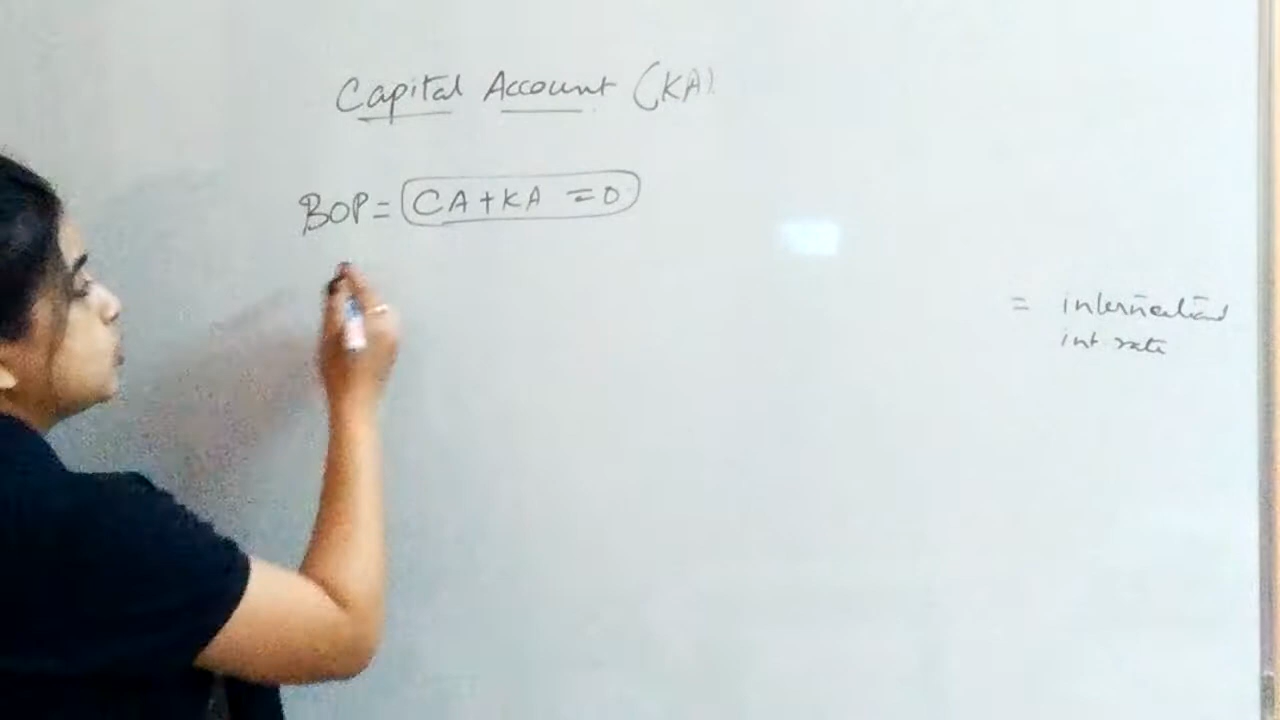 Capital Account (KA)
BOP = CA + KA = 0
= international
int rate